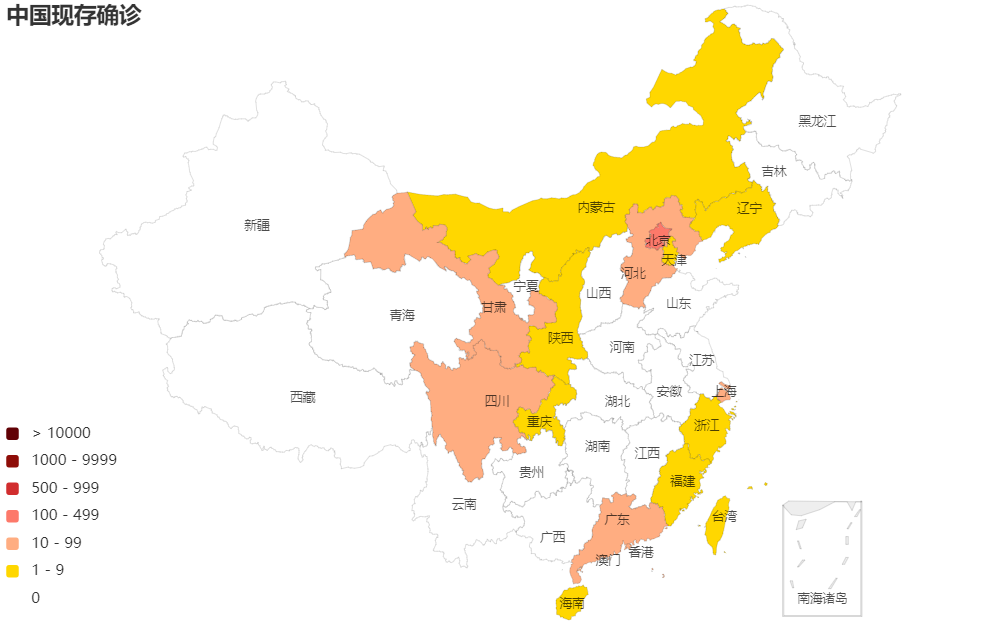 中国现存确诊
黑龙江
吉林
辽宁
内蒙古
新疆
北京
天津
河北
宁夏
山西
山东
甘肃
青海
陕西
河南
江苏
西藏
四川
湖北
安徽
上海
重庆
浙江
湖南
江西
贵州
福建
云南
广东
台湾
广西
香港
澳门
海南
南海诸岛
> 10000
1000 - 9999
500 - 999
100 - 499
10 - 99
1 - 9
0